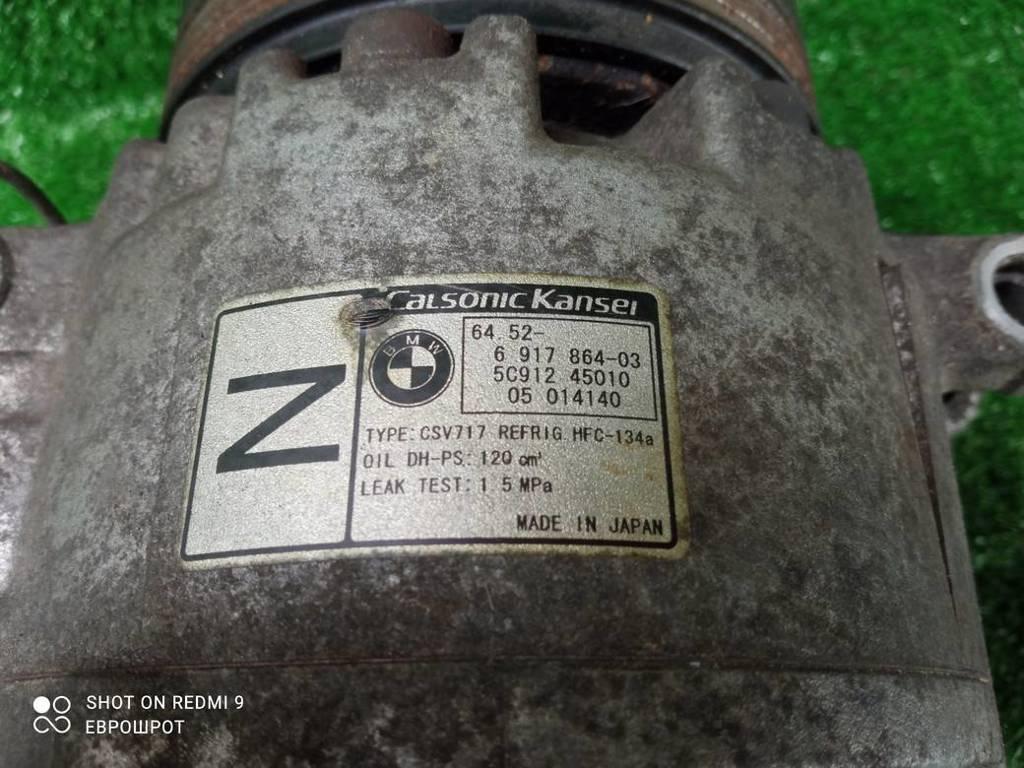 Calsonic Kansei
Z
BMW
64 52-
6 917 864-03
5C912 45010
05 014140
TYPE: CSV717 REFRIG. HFC-134a
OIL DH-PS: 120 cm³
LEAK TEST: 1.5 MPa
MADE IN JAPAN
SHOT ON REDMI 9
ЕВРОШРОТ